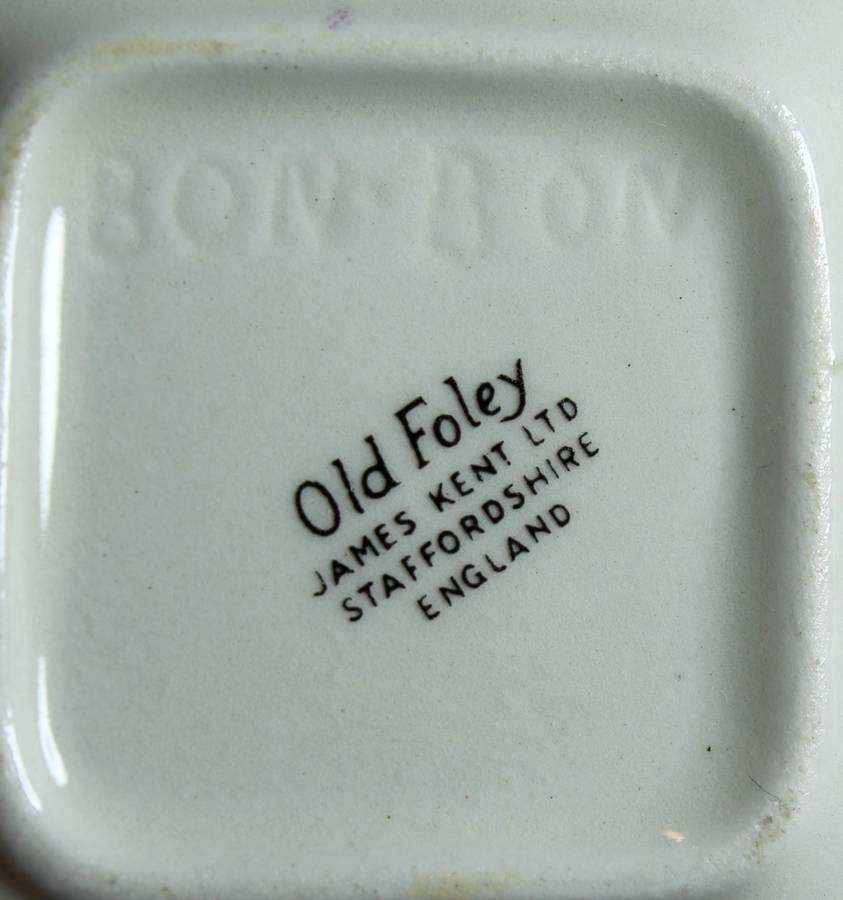 BON BON
Old Foley
JAMES KENT LTD
STAFFORDSHIRE
ENGLAND